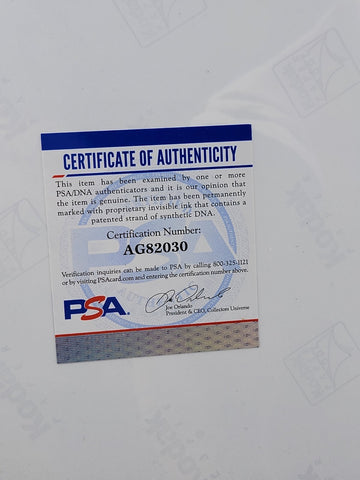 CERTIFICATE OF AUTHENTICITY
This item has been examined by one or more
PSA/DNA authenticators and it is our opinion that
the item is genuine. The item has been permanently
marked with proprietary invisible ink that contains a
patented strand of synthetic DNA.
Certification Number:
AG82030
Verification inquiries can be made to PSA by calling 800-325-1121
or by visiting PSAcard.com and entering the certification number above.
PSA.
Joe Orlando
President & CEO, Collectors Universe
Kodak
Kodak